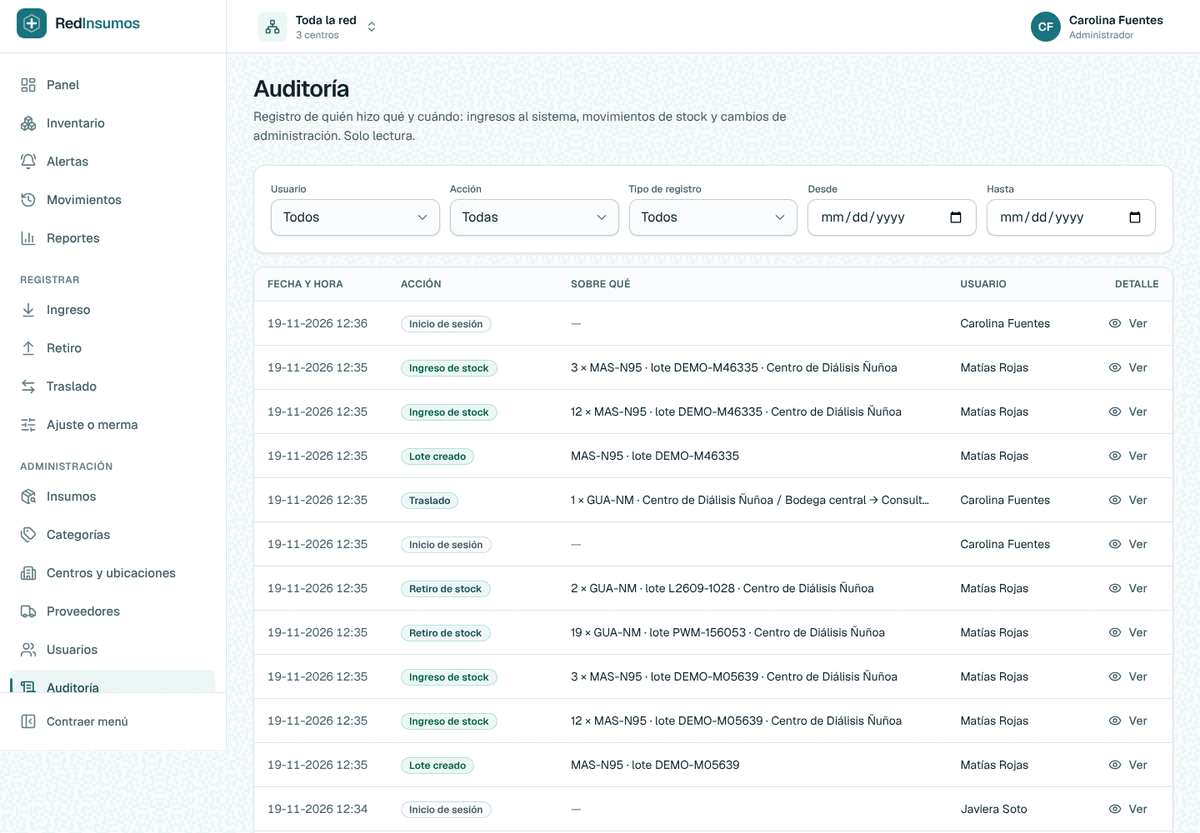 RedInsumos
Toda la red
3 centros
CF
Carolina Fuentes
Administrador
Panel
Inventario
Alertas
Movimientos
Reportes
REGISTRAR
Ingreso
Retiro
Traslado
Ajuste o merma
ADMINISTRACIÓN
Insumos
Categorías
Centros y ubicaciones
Proveedores
Usuarios
Auditoría
Contraer menú
Auditoría
Registro de quién hizo qué y cuándo: ingresos al sistema, movimientos de stock y cambios de
administración. Solo lectura.
Usuario Acción Tipo de registro Desde Hasta
Todos Todas Todos mm/dd/yyyy mm/dd/yyyy
FECHA Y HORA ACCIÓN SOBRE QUÉ USUARIO DETALLE
19-11-2026 12:36 Inicio de sesión — Carolina Fuentes Ver
19-11-2026 12:35 Ingreso de stock 3 × MAS-N95 · lote DEMO-M46335 · Centro de Diálisis Ñuñoa Matías Rojas Ver
19-11-2026 12:35 Ingreso de stock 12 × MAS-N95 · lote DEMO-M46335 · Centro de Diálisis Ñuñoa Matías Rojas Ver
19-11-2026 12:35 Lote creado MAS-N95 · lote DEMO-M46335 Matías Rojas Ver
19-11-2026 12:35 Traslado 1 × GUA-NM · Centro de Diálisis Ñuñoa / Bodega central → Consult… Carolina Fuentes Ver
19-11-2026 12:35 Inicio de sesión — Carolina Fuentes Ver
19-11-2026 12:35 Retiro de stock 2 × GUA-NM · lote L2609-1028 · Centro de Diálisis Ñuñoa Matías Rojas Ver
19-11-2026 12:35 Retiro de stock 19 × GUA-NM · lote PWM-156053 · Centro de Diálisis Ñuñoa Matías Rojas Ver
19-11-2026 12:35 Ingreso de stock 3 × MAS-N95 · lote DEMO-M05639 · Centro de Diálisis Ñuñoa Matías Rojas Ver
19-11-2026 12:35 Ingreso de stock 12 × MAS-N95 · lote DEMO-M05639 · Centro de Diálisis Ñuñoa Matías Rojas Ver
19-11-2026 12:35 Lote creado MAS-N95 · lote DEMO-M05639 Matías Rojas Ver
19-11-2026 12:34 Inicio de sesión — Javiera Soto Ver